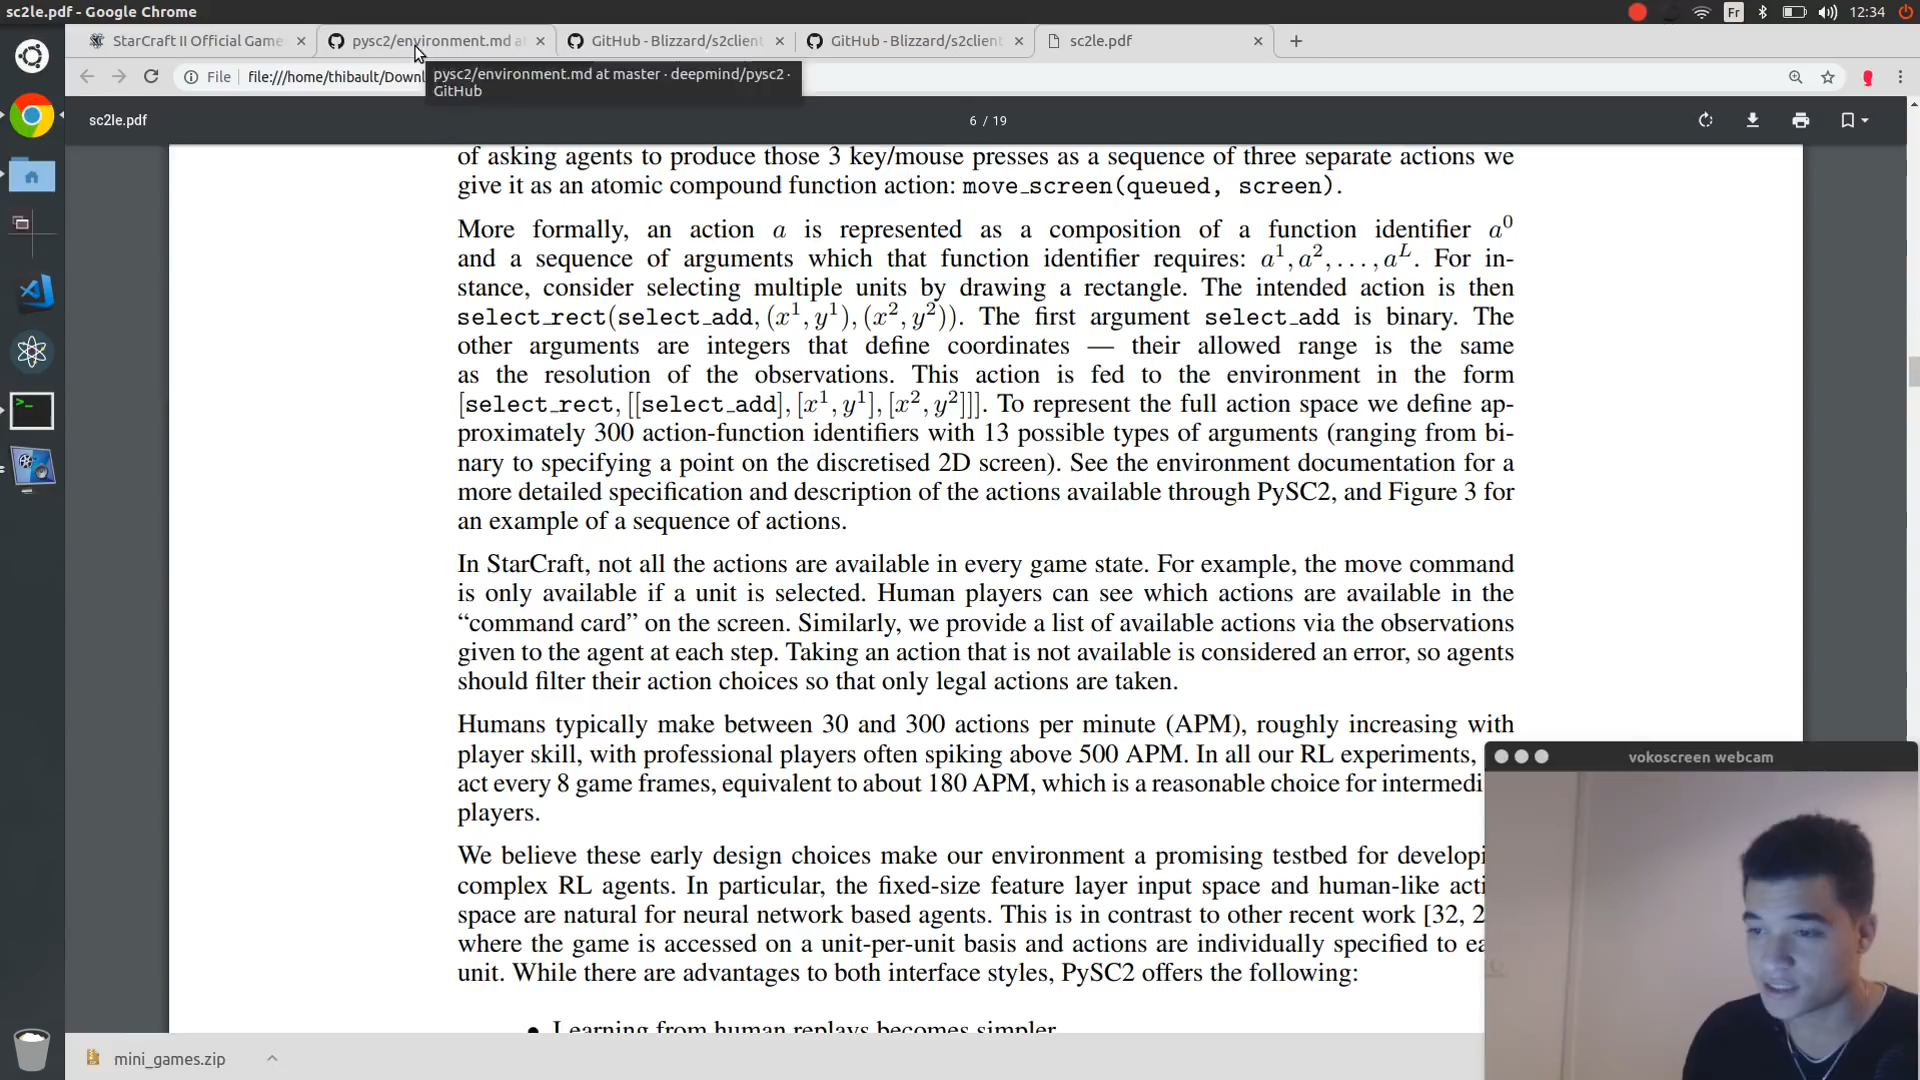 sc2le.pdf - Google Chrome
Fr
12:34
StarCraft II Official Game
pysc2/environment.md at
GitHub - Blizzard/s2client
GitHub - Blizzard/s2client
sc2le.pdf
File
file:///home/thibault/Downl
pysc2/environment.md at master · deepmind/pysc2 ·
GitHub
sc2le.pdf
6 / 19
of asking agents to produce those 3 key/mouse presses as a sequence of three separate actions we
give it as an atomic compound function action: move_screen(queued, screen).
More formally, an action a is represented as a composition of a function identifier a⁰
and a sequence of arguments which that function identifier requires: a¹, a², . . . , aᴸ. For in-
stance, consider selecting multiple units by drawing a rectangle. The intended action is then
select_rect(select_add, (x¹, y¹), (x², y²)). The first argument select_add is binary. The
other arguments are integers that define coordinates — their allowed range is the same
as the resolution of the observations. This action is fed to the environment in the form
[select_rect, [[select_add], [x¹, y¹], [x², y²]]]. To represent the full action space we define ap-
proximately 300 action-function identifiers with 13 possible types of arguments (ranging from bi-
nary to specifying a point on the discretised 2D screen). See the environment documentation for a
more detailed specification and description of the actions available through PySC2, and Figure 3 for
an example of a sequence of actions.
In StarCraft, not all the actions are available in every game state. For example, the move command
is only available if a unit is selected. Human players can see which actions are available in the
“command card” on the screen. Similarly, we provide a list of available actions via the observations
given to the agent at each step. Taking an action that is not available is considered an error, so agents
should filter their action choices so that only legal actions are taken.
Humans typically make between 30 and 300 actions per minute (APM), roughly increasing with
player skill, with professional players often spiking above 500 APM. In all our RL experiments,
act every 8 game frames, equivalent to about 180 APM, which is a reasonable choice for intermedi
players.
We believe these early design choices make our environment a promising testbed for developi
complex RL agents. In particular, the fixed-size feature layer input space and human-like acti
space are natural for neural network based agents. This is in contrast to other recent work [32, 2
where the game is accessed on a unit-per-unit basis and actions are individually specified to ea
unit. While there are advantages to both interface styles, PySC2 offers the following:
• Learning from human replays becomes simpler.
vokoscreen webcam
mini_games.zip